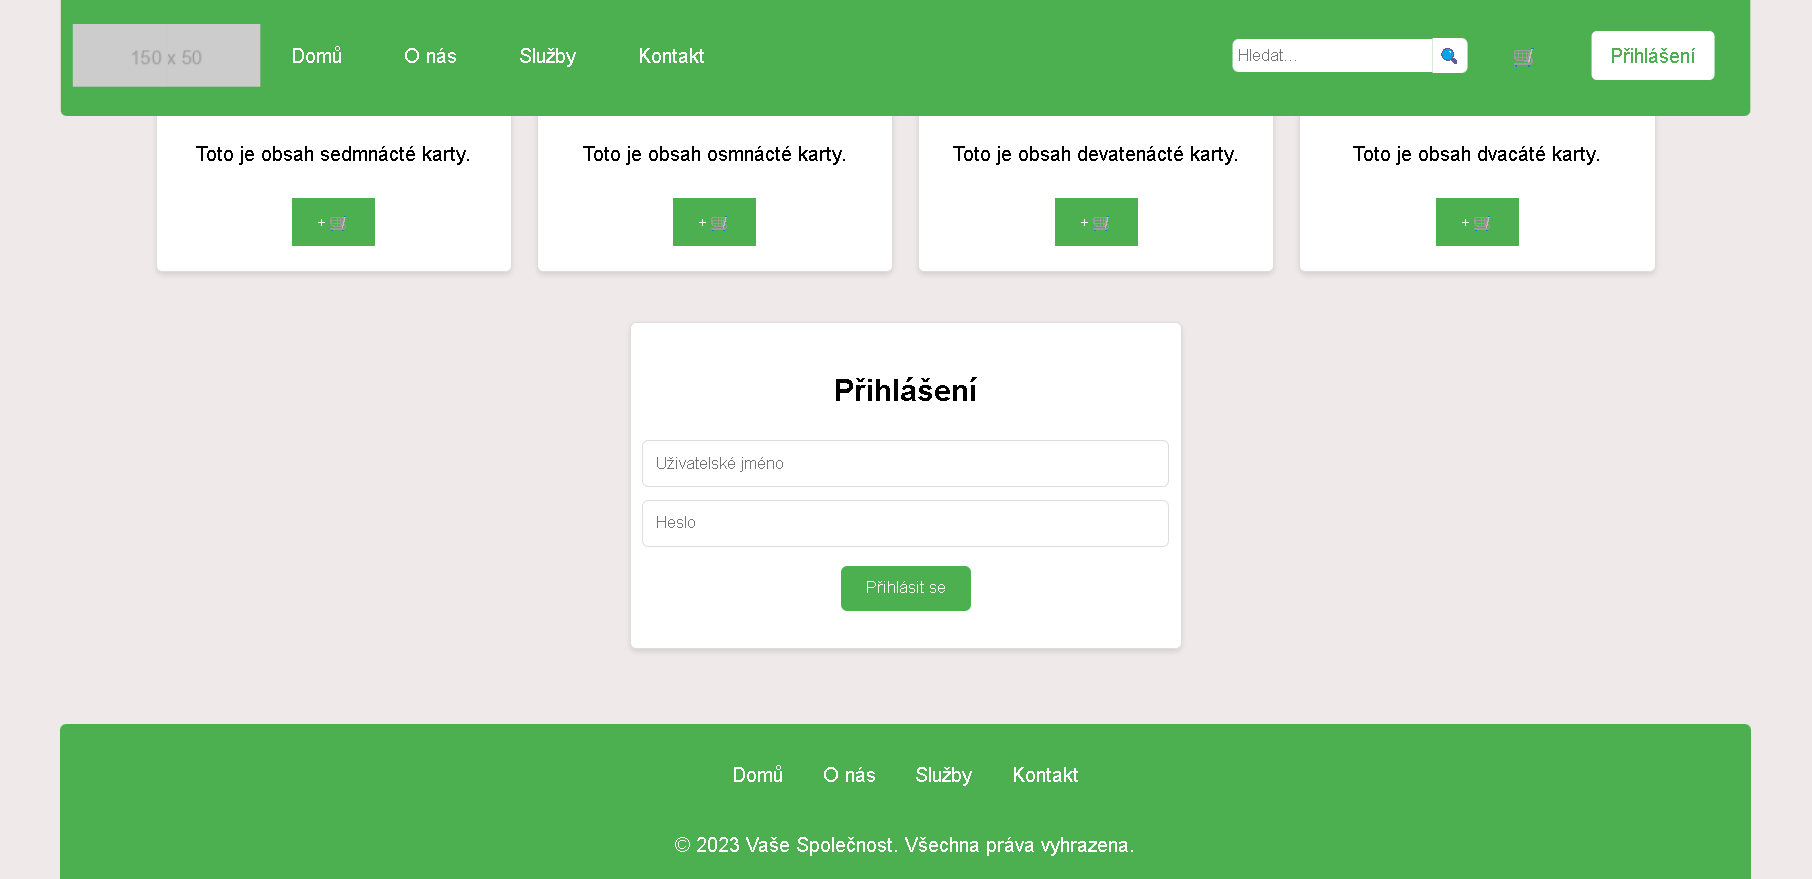 150 x 50 Domů O nás Služby Kontakt Hledat... Přihlášení
Toto je obsah sedmnácté karty. Toto je obsah osmnácté karty. Toto je obsah devatenácté karty. Toto je obsah dvacáté karty.
+ 🛒 + 🛒 + 🛒 + 🛒
Přihlášení
Uživatelské jméno
Heslo
Přihlásit se
Domů O nás Služby Kontakt
© 2023 Vaše Společnost. Všechna práva vyhrazena.